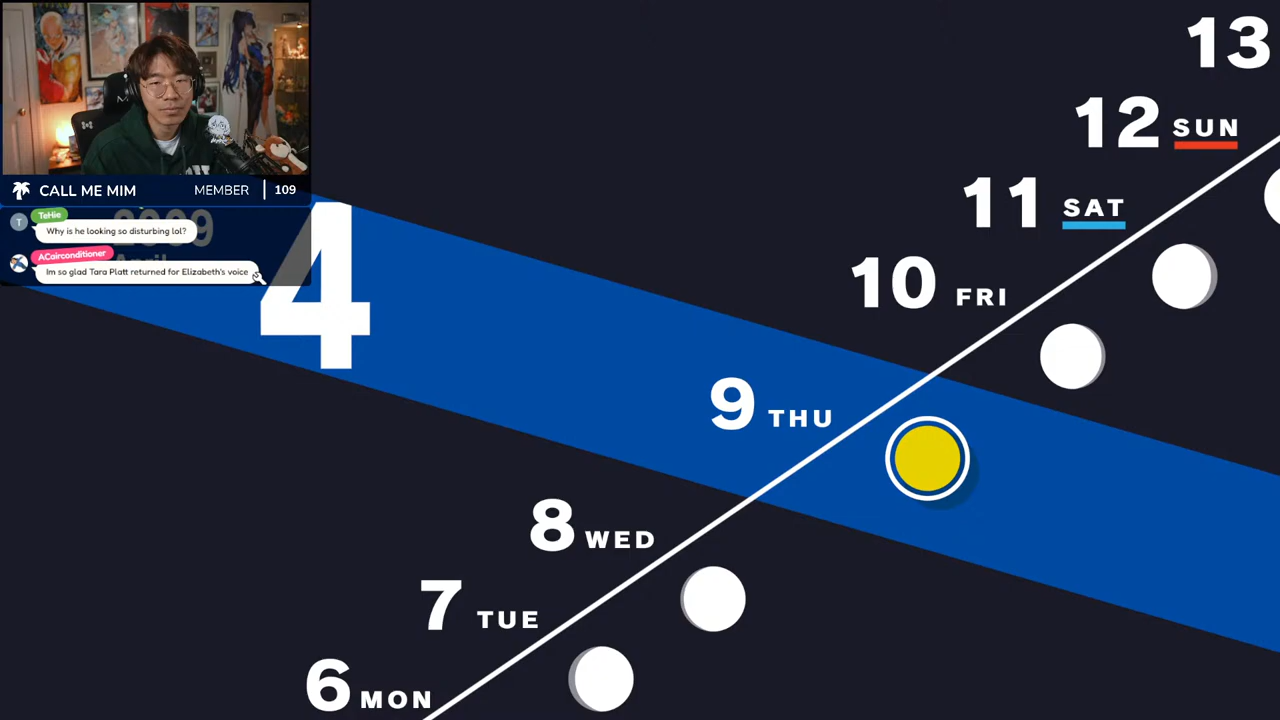 CALL ME MIM MEMBER 109
2009
April
TeHie
Why is he looking so disturbing lol?
ACairconditioner
Im so glad Tara Platt returned for Elizabeth's voice
4
13
12 SUN
11 SAT
10 FRI
9 THU
8 WED
7 TUE
6 MON